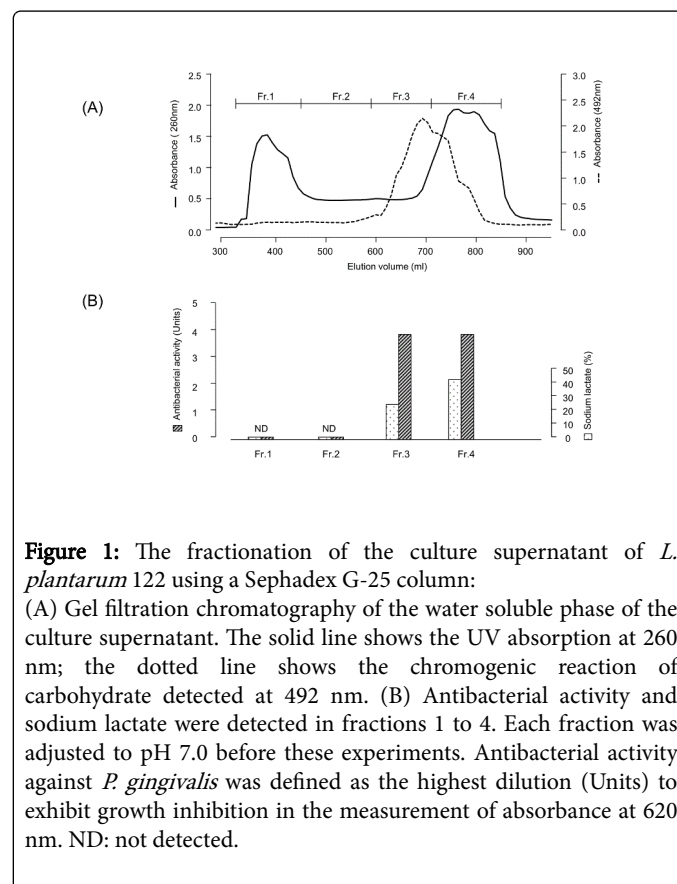 (A)
Absorbance ( 260nm)
2.5
2.0
1.5
1.0
0.5
0.0
Fr.1 Fr.2 Fr.3 Fr.4
3.0
2.5
2.0
1.5
1.0
0.5
0.0
Absorbance (492nm)
300 400 500 600 700 800 900
Elution volume (ml)
(B)
Antibacterial activity (Units)
5
4
3
2
1
0
ND ND
50
40
30
20
10
0
Sodium lactate (%)
Fr.1 Fr.2 Fr.3 Fr.4
Figure 1: The fractionation of the culture supernatant of L.
plantarum 122 using a Sephadex G-25 column:
(A) Gel filtration chromatography of the water soluble phase of the
culture supernatant. The solid line shows the UV absorption at 260
nm; the dotted line shows the chromogenic reaction of
carbohydrate detected at 492 nm. (B) Antibacterial activity and
sodium lactate were detected in fractions 1 to 4. Each fraction was
adjusted to pH 7.0 before these experiments. Antibacterial activity
against P. gingivalis was defined as the highest dilution (Units) to
exhibit growth inhibition in the measurement of absorbance at 620
nm. ND: not detected.